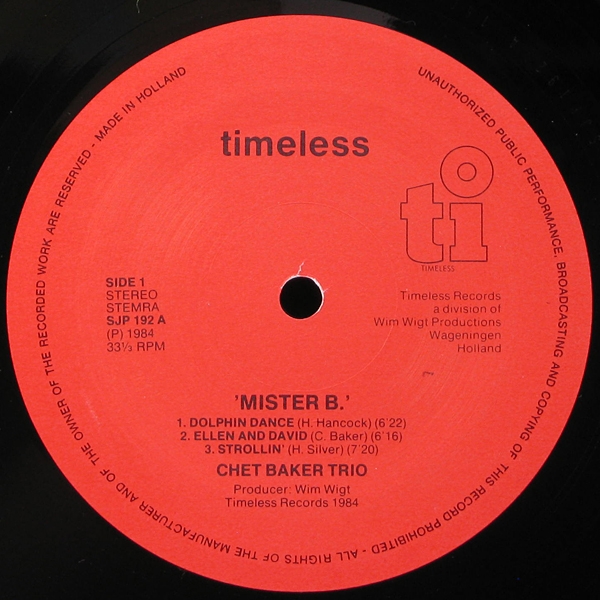 UNAUTHORIZED PUBLIC PERFORMANCE, BROADCASTING AND COPYING OF THIS RECORD PROHIBITED - ALL RIGHTS OF THE MANUFACTURER AND OF THE OWNER OF THE RECORDED WORK ARE RESERVED - MADE IN HOLLAND
timeless
ti
TIMELESS
SIDE 1
STEREO
STEMRA
SJP 192 A
(P) 1984
33⅓ RPM
Timeless Records
a division of
Wim Wigt Productions
Wageningen
Holland
'MISTER B.'
1. DOLPHIN DANCE (H. Hancock) (6'22)
2. ELLEN AND DAVID (C. Baker) (6'16)
3. STROLLIN' (H. Silver) (7'20)
CHET BAKER TRIO
Producer: Wim Wigt
Timeless Records 1984